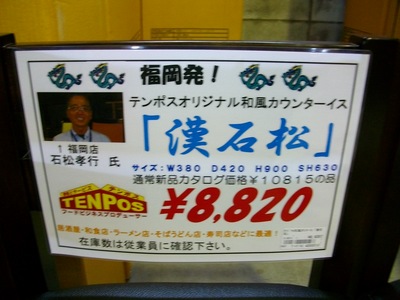 福岡発！
テンポスオリジナル和風カウンターイス
「漢石松」
↑福岡店
石松孝行 氏
サイズ：W380 D420 H900 SH630
通常新品カタログ価格￥10815の品
TENPOS
フードビジネスプロデューサー
￥8,820
居酒屋・和食店・ラーメン店・そばうどん店・寿司店などに最適！
在庫数は従業員に確認下さい。